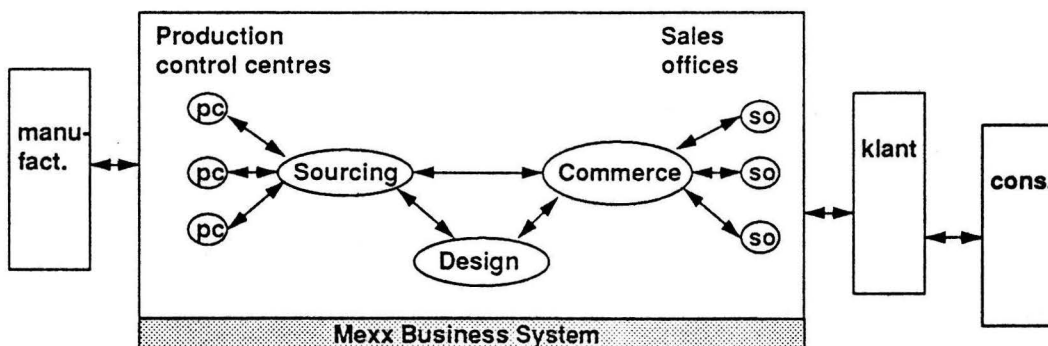 Production
control centres
Sales
offices
manu-
fact.
pc
pc
pc
Sourcing
Commerce
Design
so
so
so
klant
cons.
Mexx Business System